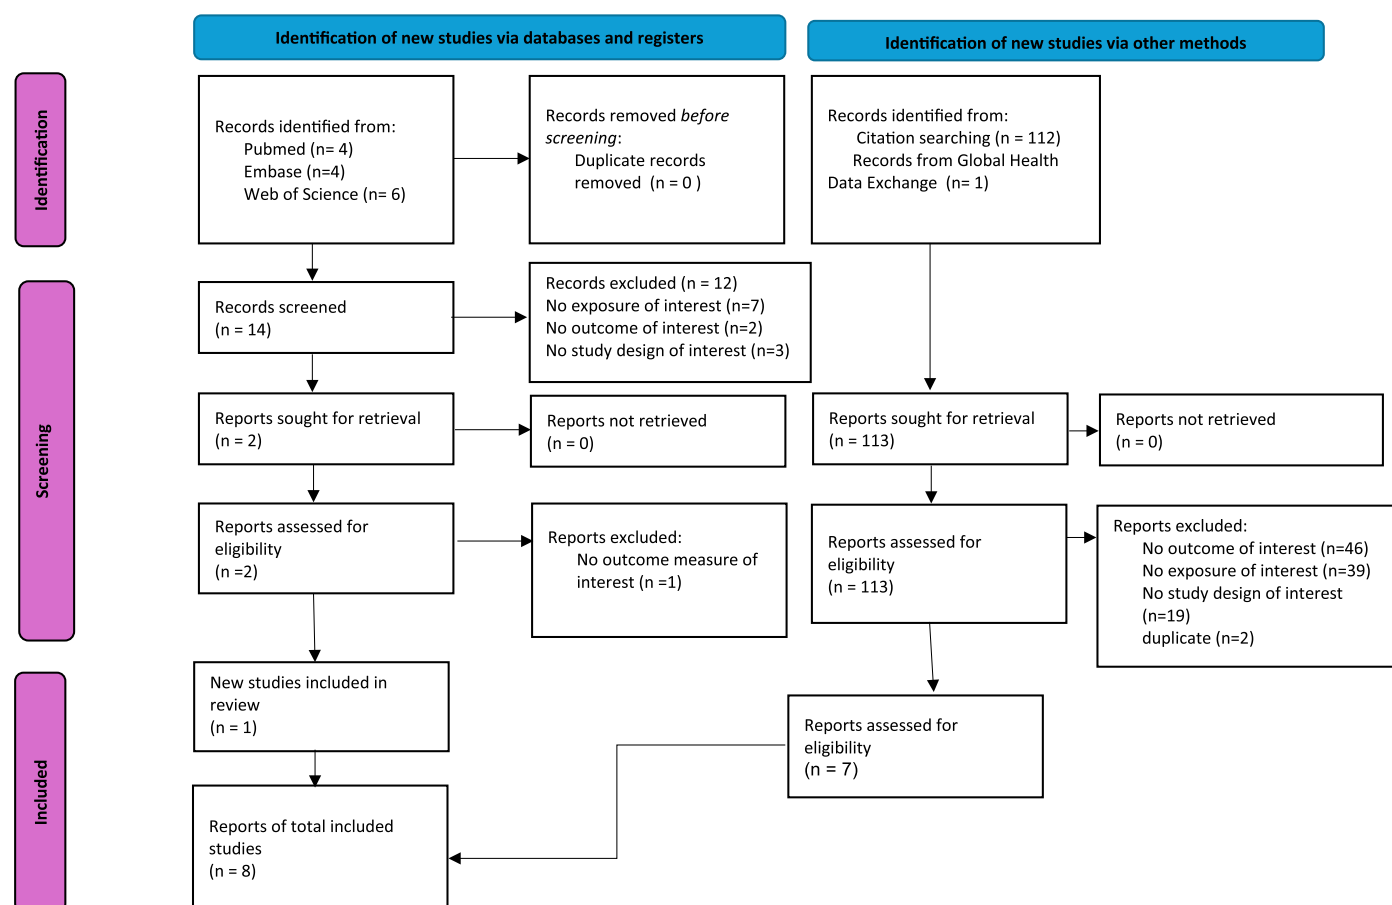 Identification of new studies via databases and registers
Identification of new studies via other methods
Identification
Records identified from:
Pubmed (n= 4)
Embase (n=4)
Web of Science (n= 6)
Records removed before
screening:
Duplicate records
removed (n = 0 )
Records identified from:
Citation searching (n = 112)
Records from Global Health
Data Exchange (n= 1)
Screening
Records screened
(n = 14)
Records excluded (n = 12)
No exposure of interest (n=7)
No outcome of interest (n=2)
No study design of interest (n=3)
Reports sought for retrieval
(n = 2)
Reports not retrieved
(n = 0)
Reports sought for retrieval
(n = 113)
Reports not retrieved
(n = 0)
Reports assessed for
eligibility
(n =2)
Reports excluded:
No outcome measure of
interest (n =1)
Reports assessed for
eligibility
(n = 113)
Reports excluded:
No outcome of interest (n=46)
No exposure of interest (n=39)
No study design of interest
(n=19)
duplicate (n=2)
Included
New studies included in
review
(n = 1)
Reports assessed for
eligibility
(n = 7)
Reports of total included
studies
(n = 8)